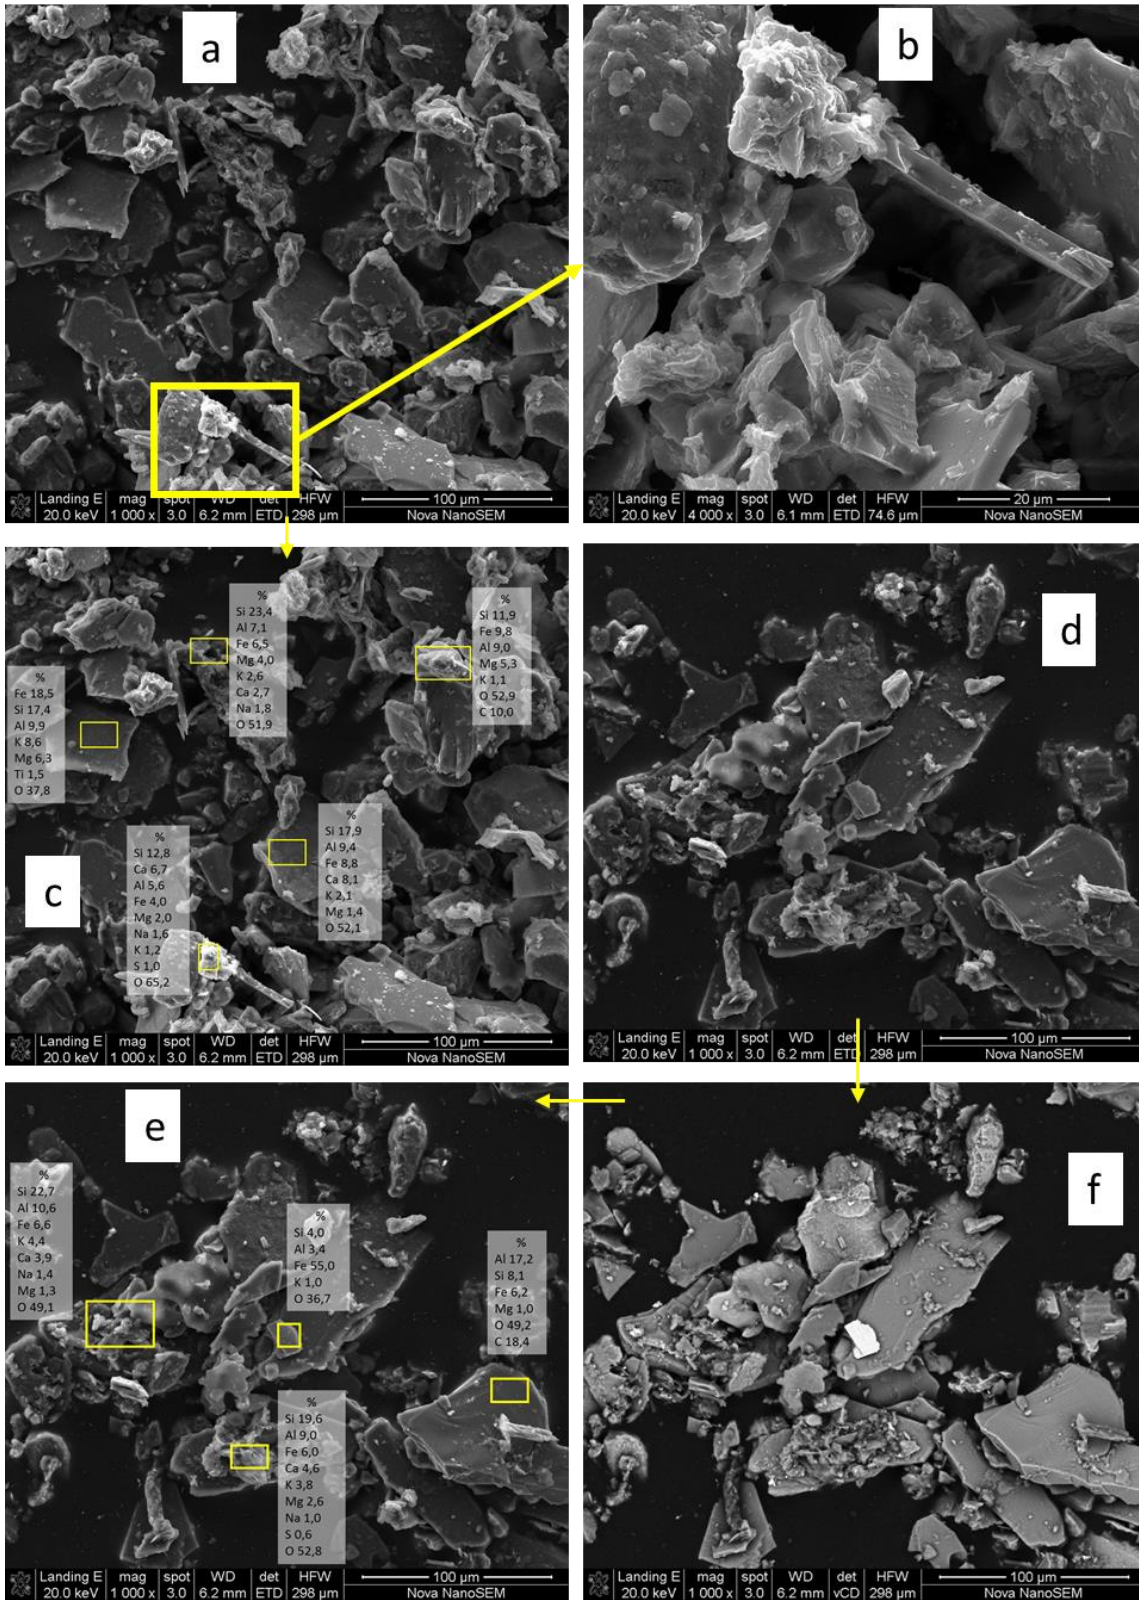 a
Landing E mag spot WD det HFW 100 µm
20.0 keV 1 000 x 3.0 6.2 mm ETD 298 µm Nova NanoSEM
b
Landing E mag spot WD det HFW 20 µm
20.0 keV 4 000 x 3.0 6.1 mm ETD 74.6 µm Nova NanoSEM
c
%
Fe 18,5
Si 17,4
Al 9,9
K 8,6
Mg 6,3
Ti 1,5
O 37,8
%
Si 23,4
Al 7,1
Fe 6,5
Mg 4,0
K 2,6
Ca 2,7
Na 1,8
O 51,9
%
Si 11,9
Fe 9,8
Al 9,0
Mg 5,3
K 1,1
O 52,9
C 10,0
%
Si 12,8
Ca 6,7
Al 5,6
Fe 4,0
Mg 2,0
Na 1,6
K 1,2
S 1,0
O 65,2
%
Si 17,9
Al 9,4
Fe 8,8
Ca 8,1
K 2,1
Mg 1,4
O 52,1
Landing E mag spot WD det HFW 100 µm
20.0 keV 1 000 x 3.0 6.2 mm ETD 298 µm Nova NanoSEM
d
Landing E mag spot WD det HFW 100 µm
20.0 keV 1 000 x 3.0 6.2 mm ETD 298 µm Nova NanoSEM
e
%
Si 22,7
Al 10,6
Fe 6,6
K 4,4
Ca 3,9
Na 1,4
Mg 1,3
O 49,1
%
Si 4,0
Al 3,4
Fe 55,0
K 1,0
O 36,7
%
Al 17,2
Si 8,1
Fe 6,2
Mg 1,0
O 49,2
C 18,4
%
Si 19,6
Al 9,0
Fe 6,0
Ca 4,6
K 3,8
Mg 2,6
Na 1,0
S 0,6
O 52,8
Landing E mag spot WD det HFW 100 µm
20.0 keV 1 000 x 3.0 6.2 mm ETD 298 µm Nova NanoSEM
f
Landing E mag spot WD det HFW 100 µm
20.0 keV 1 000 x 3.0 6.2 mm vCD 298 µm Nova NanoSEM